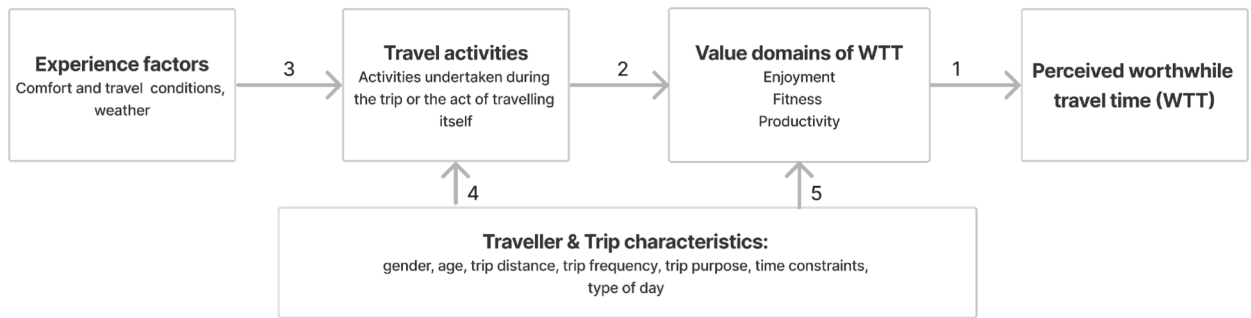 Experience factors
Comfort and travel conditions,
weather
3
Travel activities
Activities undertaken during
the trip or the act of travelling
itself
2
Value domains of WTT
Enjoyment
Fitness
Productivity
1
Perceived worthwhile
travel time (WTT)
4
5
Traveller & Trip characteristics:
gender, age, trip distance, trip frequency, trip purpose, time constraints,
type of day